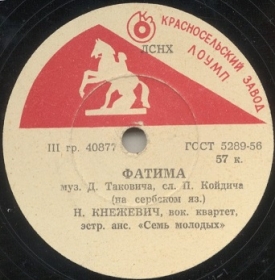 КРАСНОСЕЛЬСКИЙ ЗАВОД
ЛОУМП
ЛСНХ
III гр. 40877
ГОСТ 5289-56
57 к.
ФАТИМА
муз. Д. Таковича, сл. П. Койдича
(на сербском яз.)
Н. КНЕЖЕВИЧ, вок. квартет,
эстр. анс. «Семь молодых»